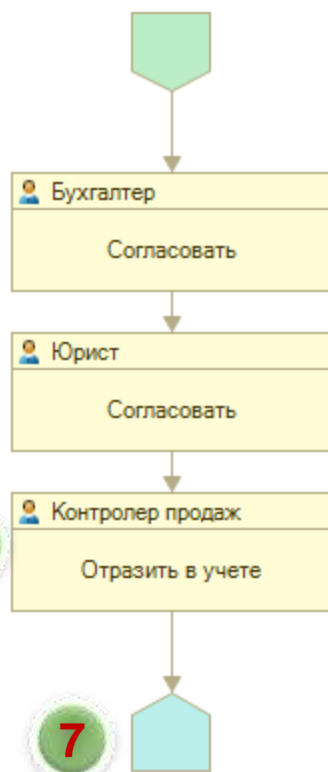 Бухгалтер
Согласовать
Юрист
Согласовать
Контролер продаж
Отразить в учете
7